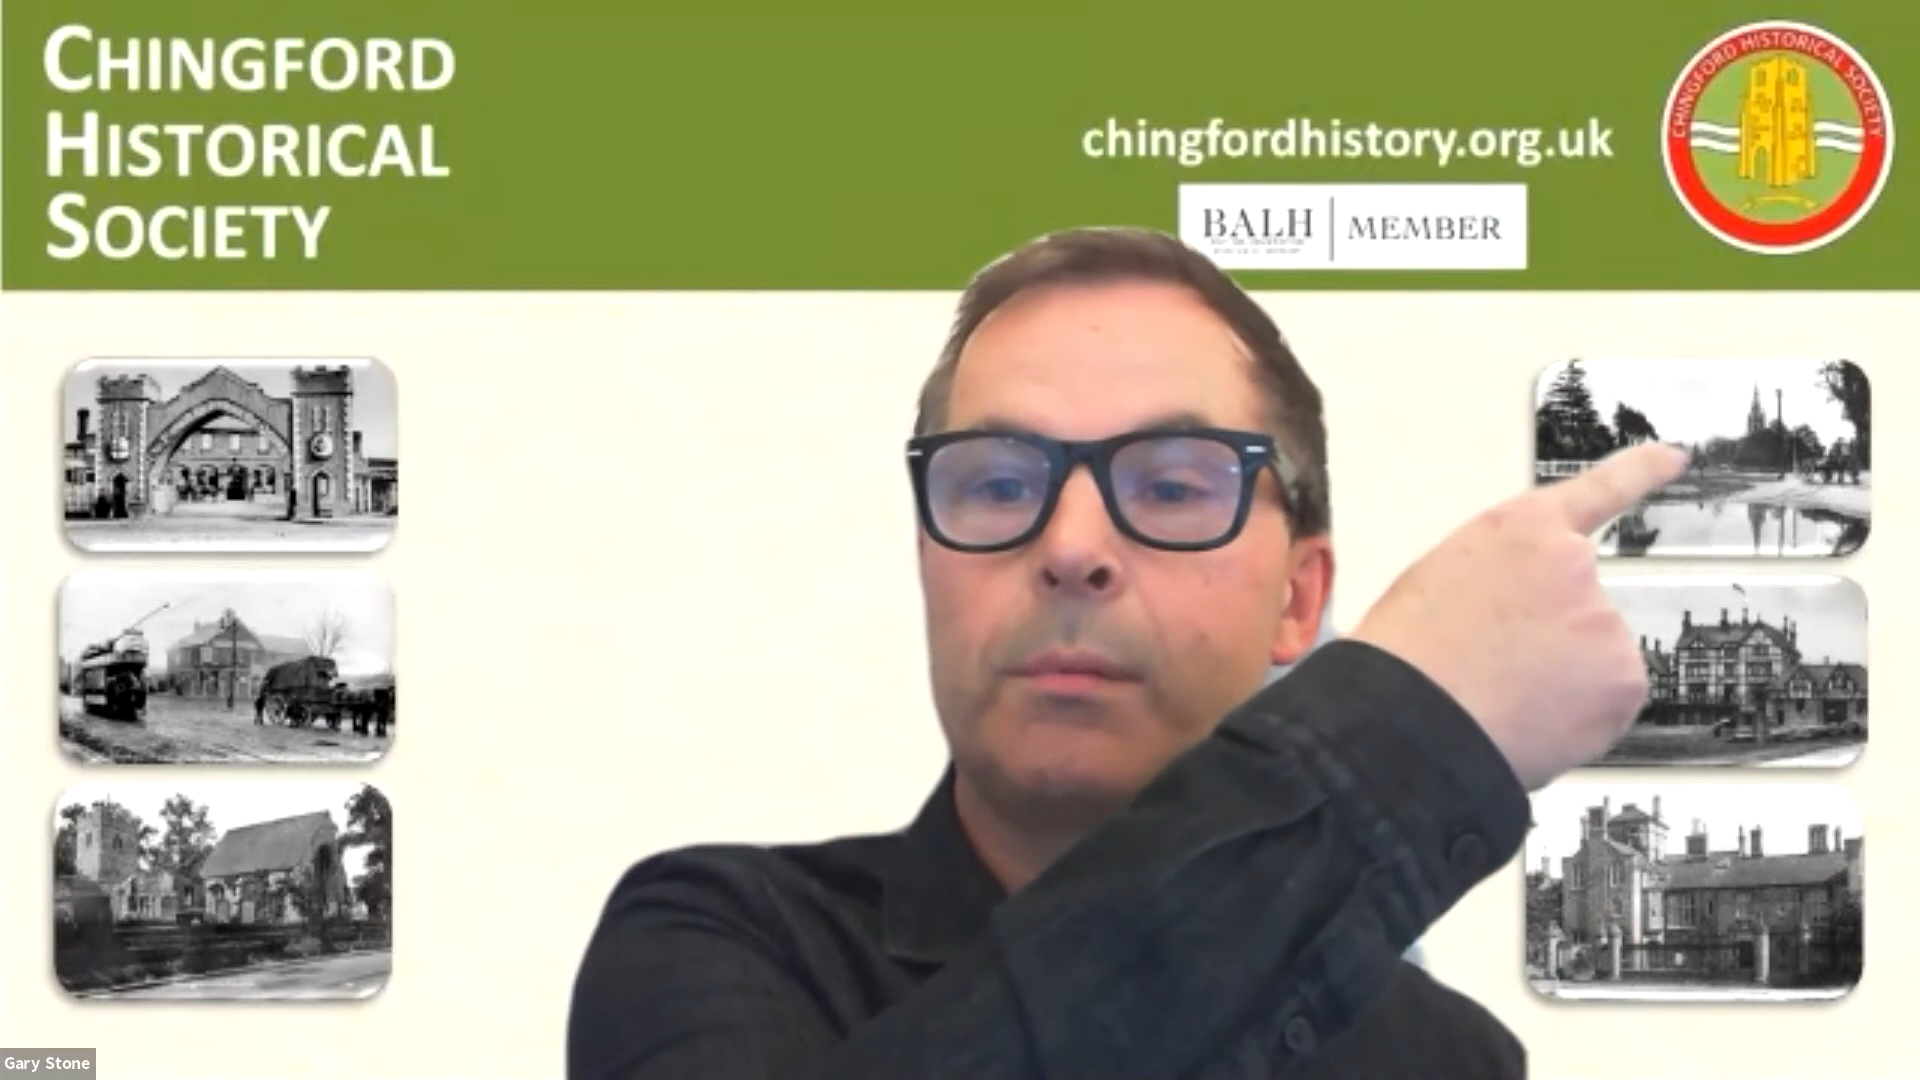 CHINGFORD
HISTORICAL
SOCIETY
chingfordhistory.org.uk
BALH MEMBER
CHINGFORD HISTORICAL SOCIETY
Gary Stone